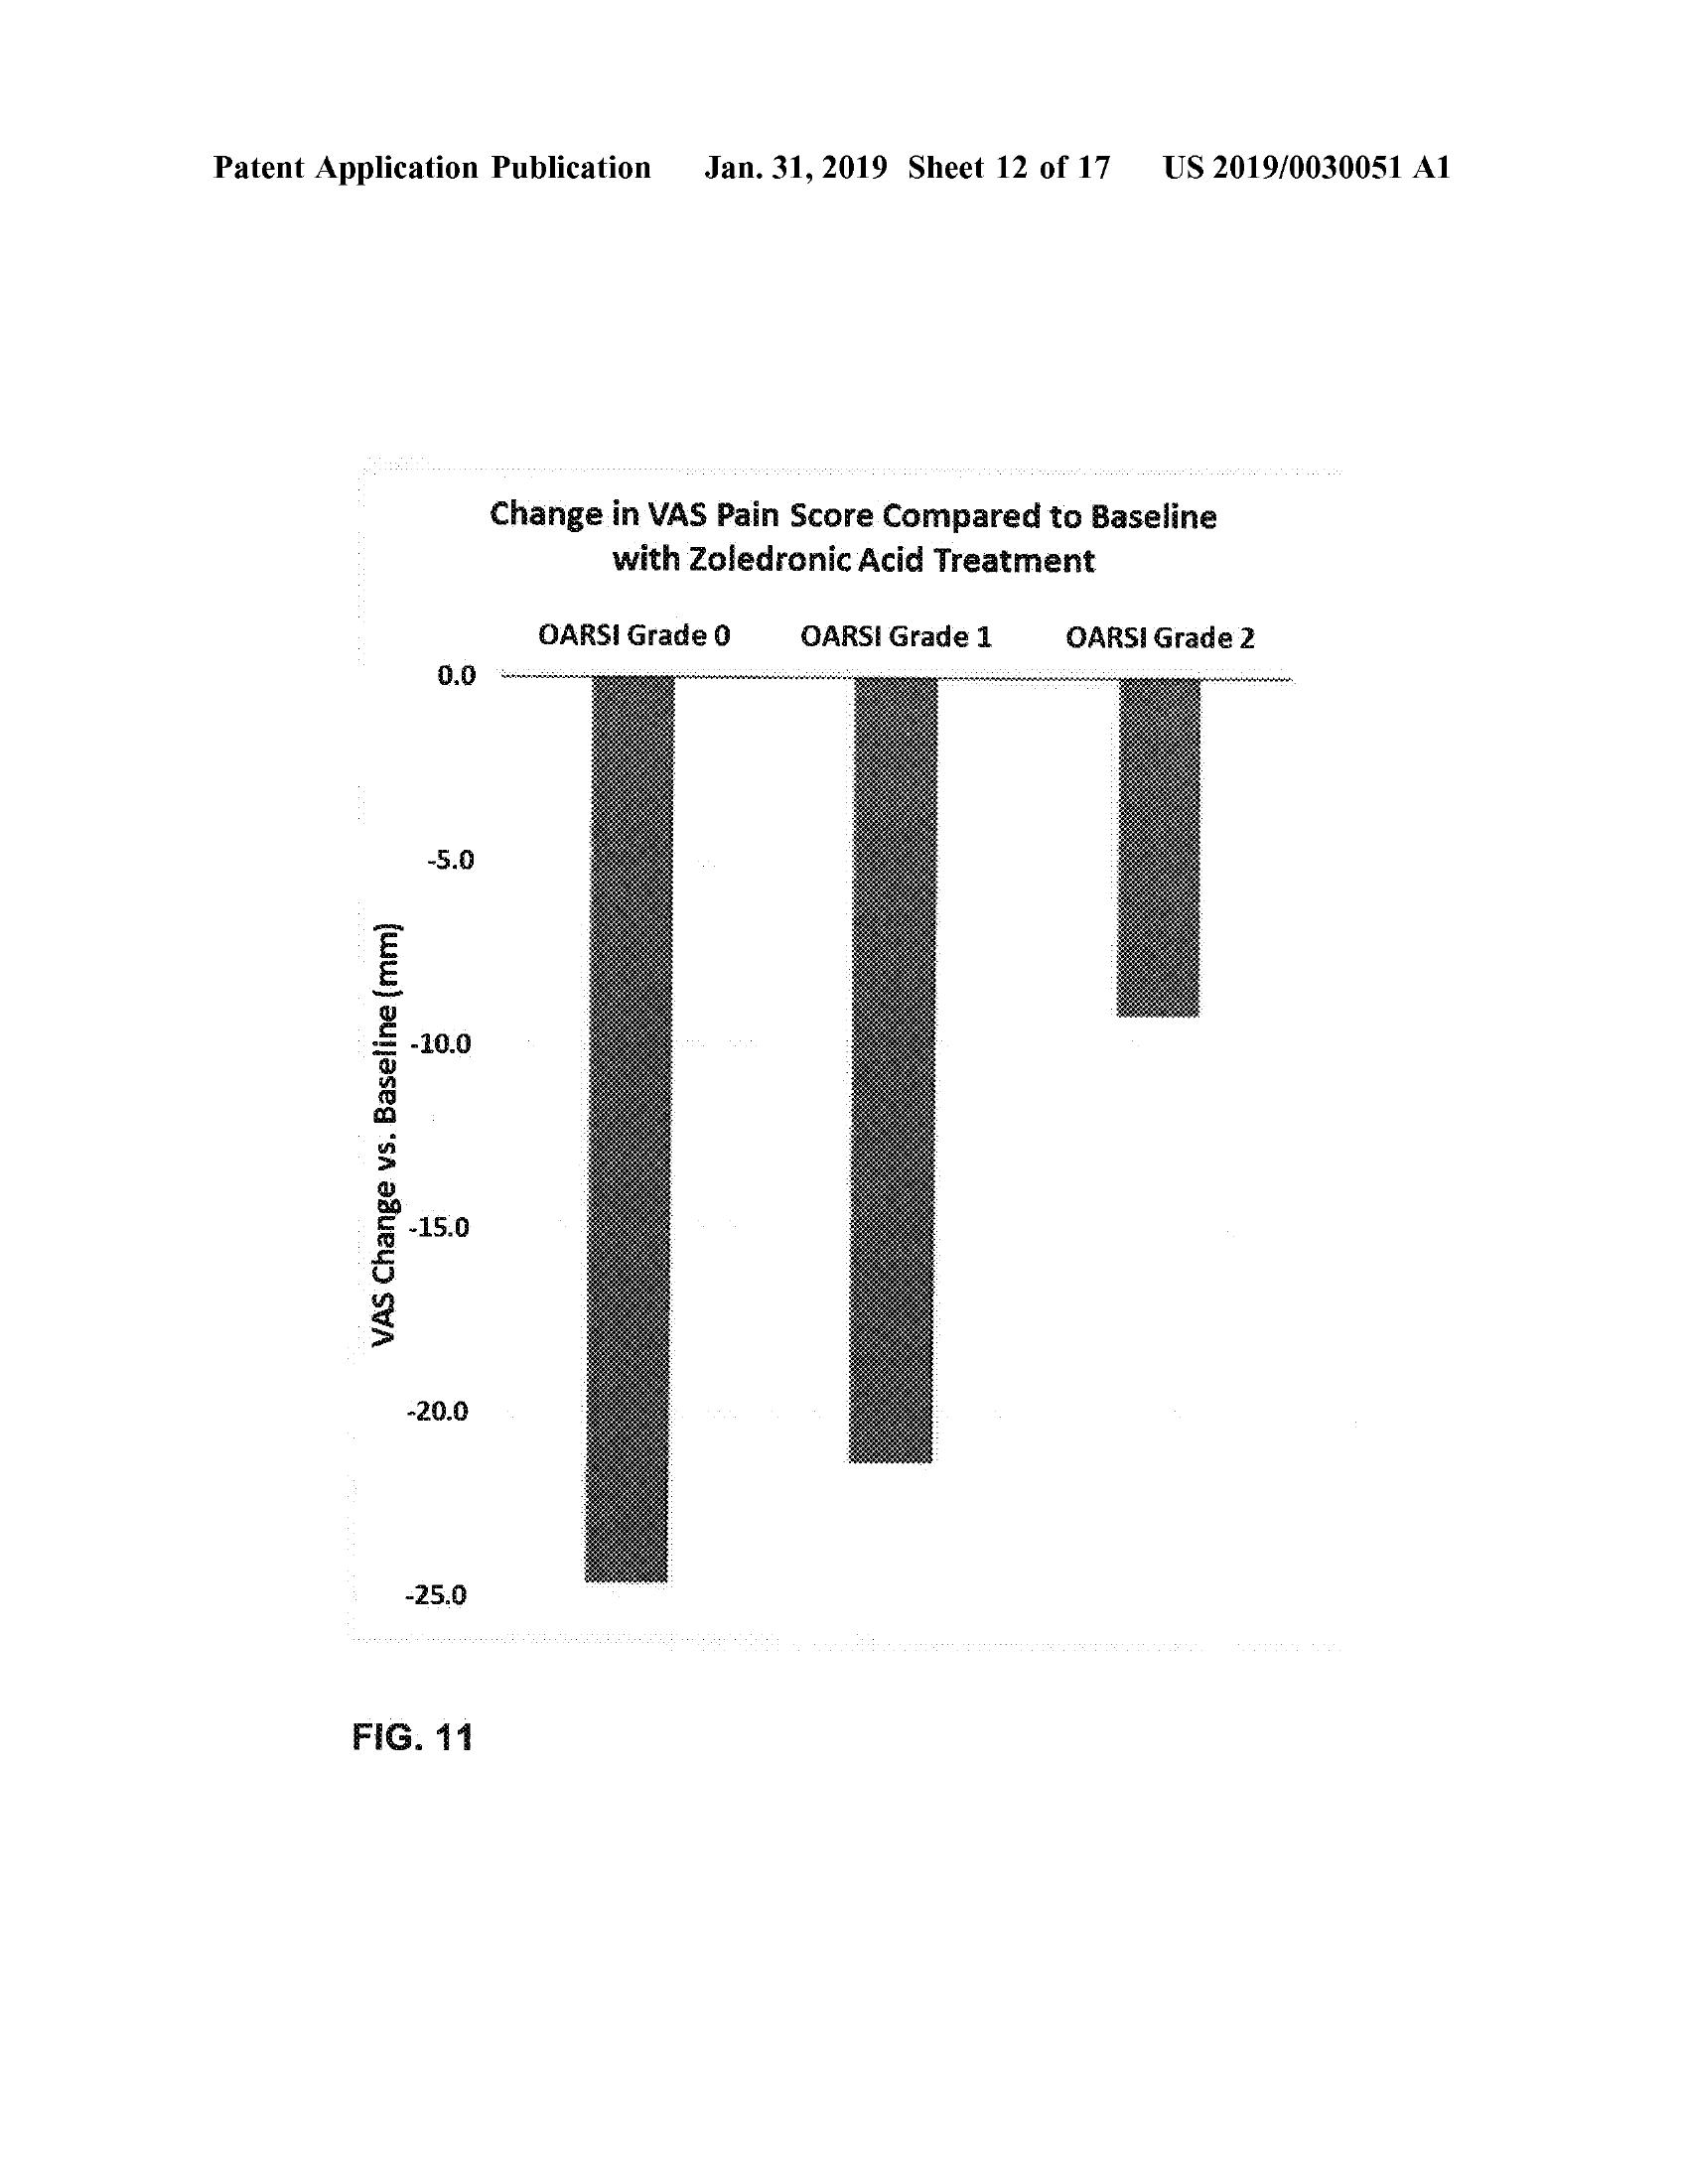 Patent Application Publication Jan. 31, 2019 Sheet 12 of 17 US 2019/0030051 A1
Change in VAS Pain Score Compared to Baseline
with Zoledronic Acid Treatment
OARSI Grade 0 OARSI Grade 1 OARSI Grade 2
0.0
-5.0
-10.0
-15.0
-20.0
-25.0
VAS Change vs. Baseline (mm)
FIG. 11